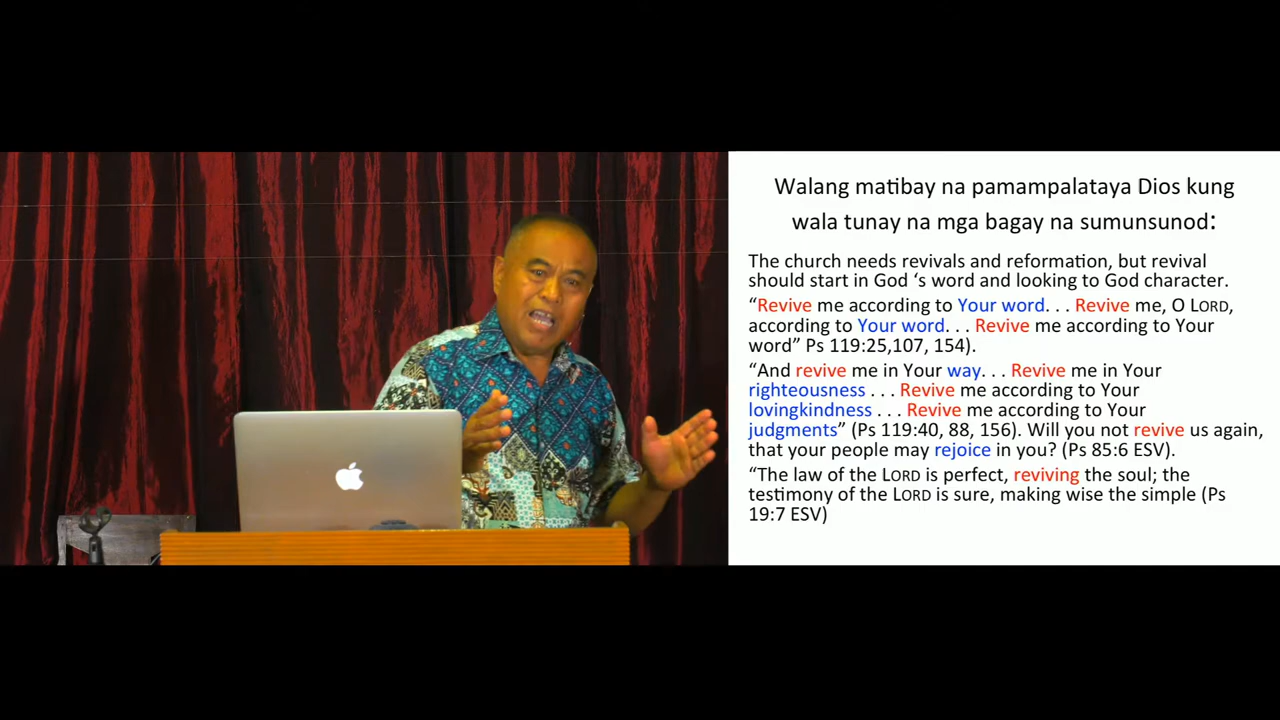 Walang matibay na pamampalataya Dios kung
wala tunay na mga bagay na sumunsunod:
The church needs revivals and reformation, but revival
should start in God ‘s word and looking to God character.
“Revive me according to Your word. . . Revive me, O LORD,
according to Your word. . . Revive me according to Your
word” Ps 119:25,107, 154).
“And revive me in Your way. . . Revive me in Your
righteousness . . . Revive me according to Your
lovingkindness . . . Revive me according to Your
judgments” (Ps 119:40, 88, 156). Will you not revive us again,
that your people may rejoice in you? (Ps 85:6 ESV).
“The law of the LORD is perfect, reviving the soul; the
testimony of the LORD is sure, making wise the simple (Ps
19:7 ESV)